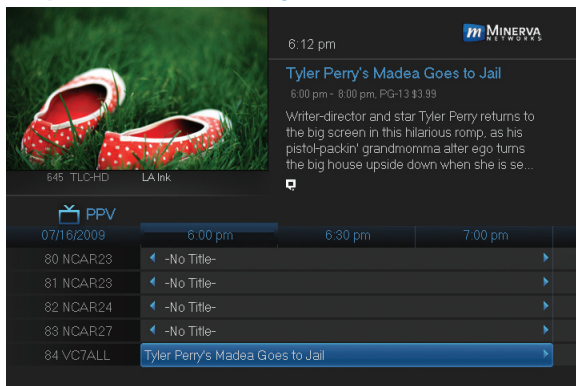 6:12 pm
m MINERVA
NETWORKS
Tyler Perry's Madea Goes to Jail
6:00 pm - 8:00 pm, PG-13 $3.99
Writer-director and star Tyler Perry returns to
the big screen in this hilarious romp, as his
pistol-packin' grandmomma alter ego turns
the big house upside down when she is se...
645 TLC-HD LA Ink
PPV
07/16/2009 6:00 pm 6:30 pm 7:00 pm
80 NCAR23 -No Title-
81 NCAR23 -No Title-
82 NCAR24 -No Title-
83 NCAR27 -No Title-
84 VC7ALL Tyler Perry's Madea Goes to Jail